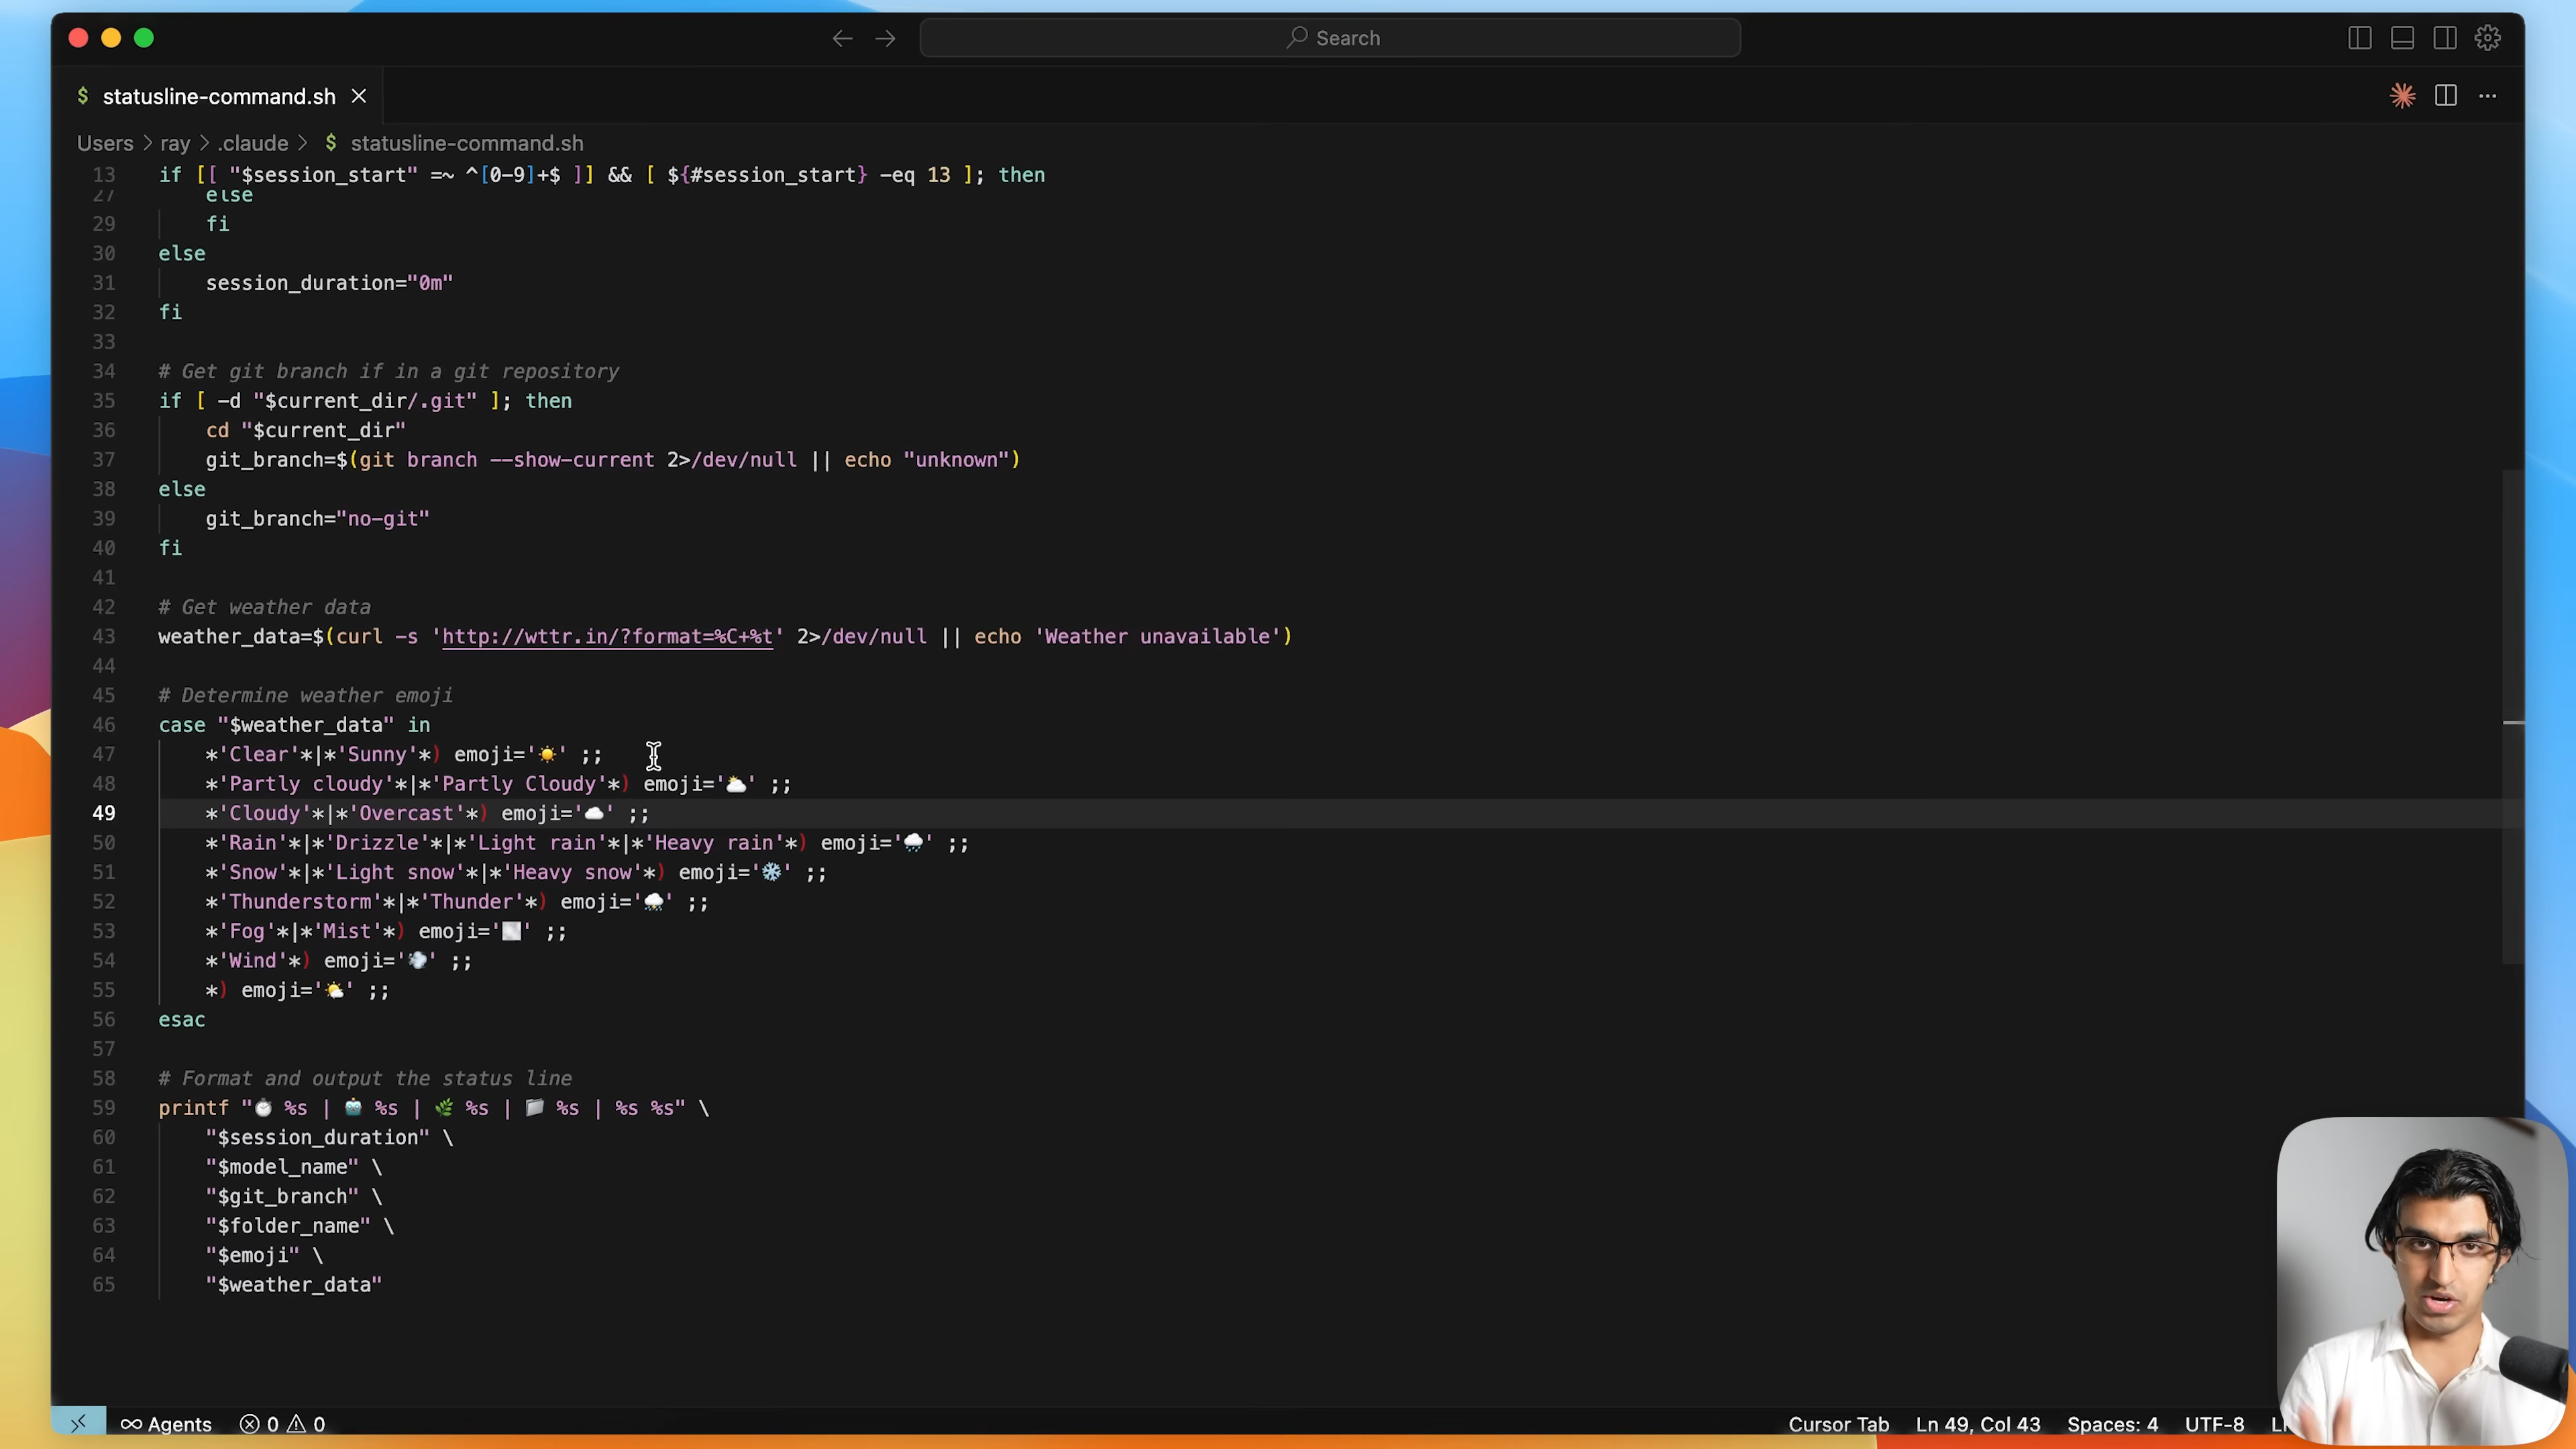 Search
$ statusline-command.sh
Users > ray > .claude > $ statusline-command.sh
13 if [[ "$session_start" =~ ^[0-9]+$ ]] && [ ${#session_start} -eq 13 ]; then
27 else
29 fi
30 else
31 session_duration="0m"
32 fi
33
34 # Get git branch if in a git repository
35 if [ -d "$current_dir/.git" ]; then
36 cd "$current_dir"
37 git_branch=$(git branch --show-current 2>/dev/null || echo "unknown")
38 else
39 git_branch="no-git"
40 fi
41
42 # Get weather data
43 weather_data=$(curl -s 'http://wttr.in/?format=%C+%t' 2>/dev/null || echo 'Weather unavailable')
44
45 # Determine weather emoji
46 case "$weather_data" in
47 *'Clear'*|*'Sunny'*) emoji='☀️' ;;
48 *'Partly cloudy'*|*'Partly Cloudy'*) emoji='⛅' ;;
49 *'Cloudy'*|*'Overcast'*) emoji='☁️' ;;
50 *'Rain'*|*'Drizzle'*|*'Light rain'*|*'Heavy rain'*) emoji='🌧️' ;;
51 *'Snow'*|*'Light snow'*|*'Heavy snow'*) emoji='❄️' ;;
52 *'Thunderstorm'*|*'Thunder'*) emoji='⛈️' ;;
53 *'Fog'*|*'Mist'*) emoji='🌫️' ;;
54 *'Wind'*) emoji='💨' ;;
55 *) emoji='🌤️' ;;
56 esac
57
58 # Format and output the status line
59 printf "⏱️ %s | 🤖 %s | 🌿 %s | 📁 %s | %s %s" \
60 "$session_duration" \
61 "$model_name" \
62 "$git_branch" \
63 "$folder_name" \
64 "$emoji" \
65 "$weather_data"
Agents 0 0 Cursor Tab Ln 49, Col 43 Spaces: 4 UTF-8